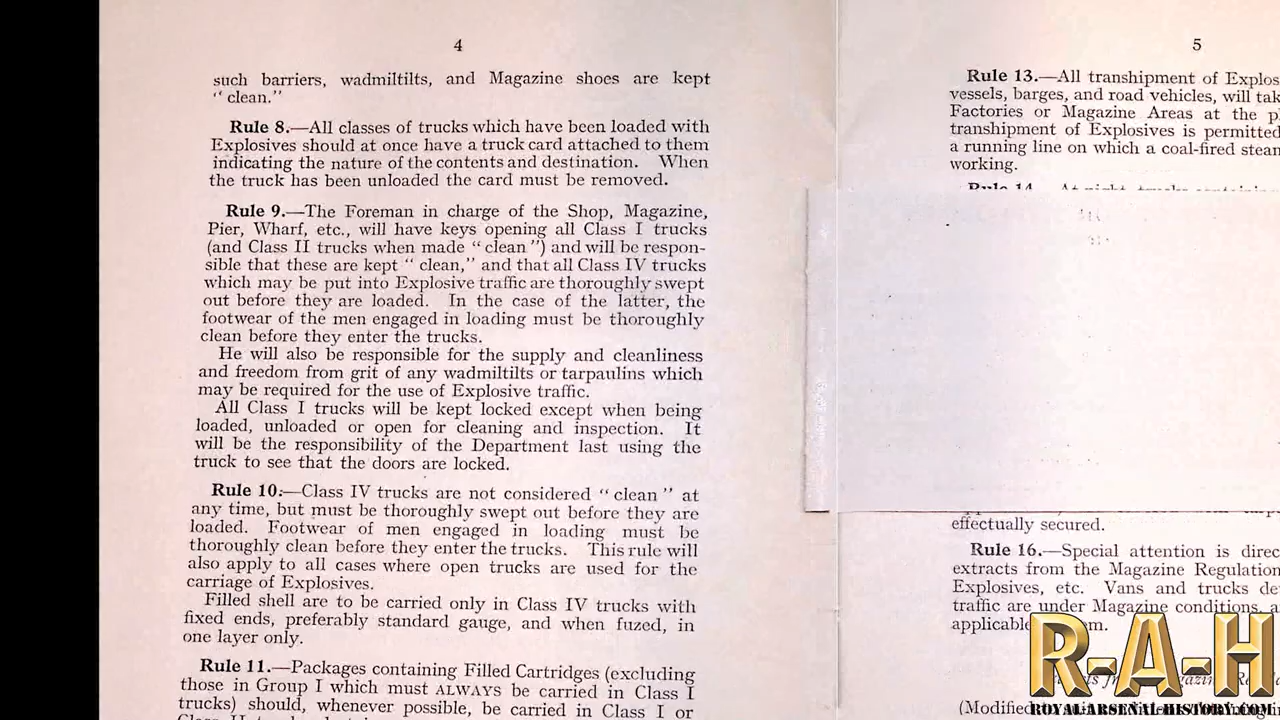 4
such barriers, wadmiltilts, and Magazine shoes are kept
“ clean.”
Rule 8.—All classes of trucks which have been loaded with
Explosives should at once have a truck card attached to them
indicating the nature of the contents and destination. When
the truck has been unloaded the card must be removed.
Rule 9.—The Foreman in charge of the Shop, Magazine,
Pier, Wharf, etc., will have keys opening all Class I trucks
(and Class II trucks when made “ clean ”) and will be respon-
sible that these are kept “ clean,” and that all Class IV trucks
which may be put into Explosive traffic are thoroughly swept
out before they are loaded. In the case of the latter, the
footwear of the men engaged in loading must be thoroughly
clean before they enter the trucks.
He will also be responsible for the supply and cleanliness
and freedom from grit of any wadmiltilts or tarpaulins which
may be required for the use of Explosive traffic.
All Class I trucks will be kept locked except when being
loaded, unloaded or open for cleaning and inspection. It
will be the responsibility of the Department last using the
truck to see that the doors are locked.
Rule 10.—Class IV trucks are not considered “ clean ” at
any time, but must be thoroughly swept out before they are
loaded. Footwear of men engaged in loading must be
thoroughly clean before they enter the trucks. This rule will
also apply to all cases where open trucks are used for the
carriage of Explosives.
Filled shell are to be carried only in Class IV trucks with
fixed ends, preferably standard gauge, and when fuzed, in
one layer only.
Rule 11.—Packages containing Filled Cartridges (excluding
those in Group I which must ALWAYS be carried in Class I
trucks) should, whenever possible, be carried in Class I or
5
Rule 13.—All transhipment of Explos
vessels, barges, and road vehicles, will tak
Factories or Magazine Areas at the p
transhipment of Explosives is permitted
a running line on which a coal-fired stea
working.
Rule 14
effectually secured.
Rule 16.—Special attention is direc
extracts from the Magazine Regulation
Explosives, etc. Vans and trucks de
traffic are under Magazine conditions, a
applicable
(Modified
R-A-H
ROYAL-ARSENAL-HISTORY.COM